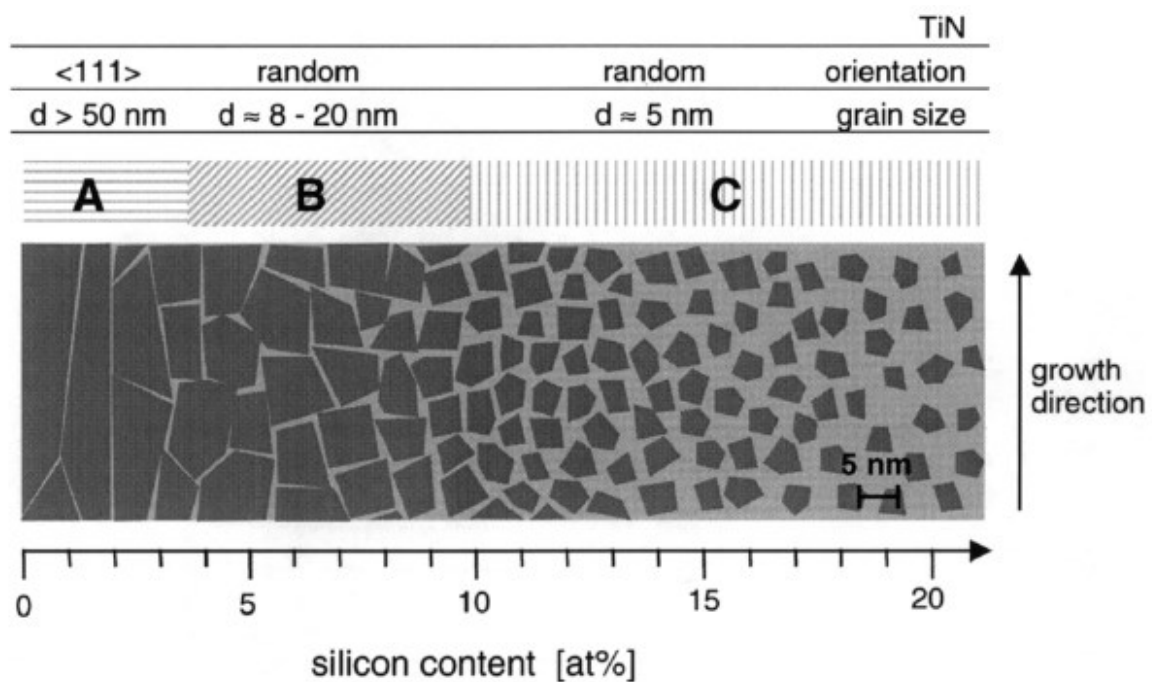 TiN
<111> random random orientation
d > 50 nm d ≈ 8 - 20 nm d ≈ 5 nm grain size
A B C
growth
direction
5 nm
0 5 10 15 20
silicon content [at%]